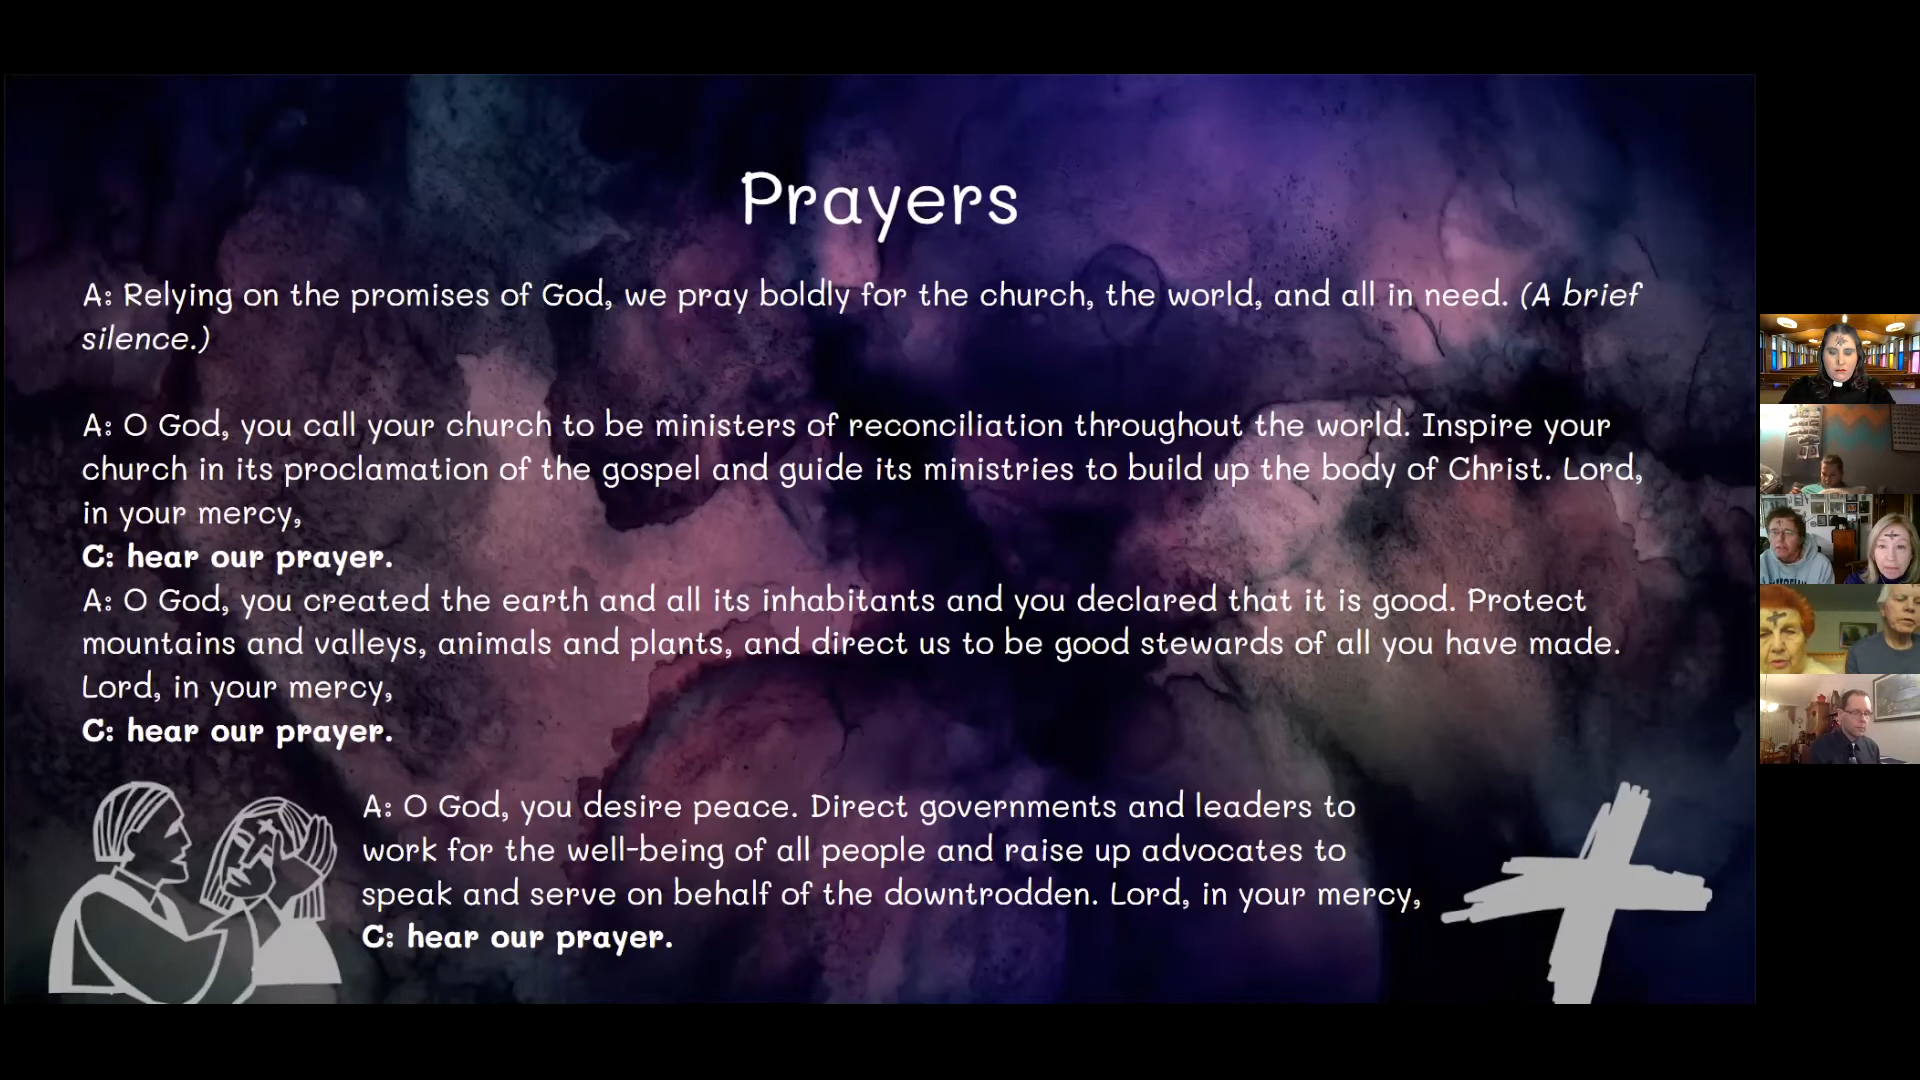 Prayers
A: Relying on the promises of God, we pray boldly for the church, the world, and all in need. (A brief
silence.)
A: O God, you call your church to be ministers of reconciliation throughout the world. Inspire your
church in its proclamation of the gospel and guide its ministries to build up the body of Christ. Lord,
in your mercy,
C: hear our prayer.
A: O God, you created the earth and all its inhabitants and you declared that it is good. Protect
mountains and valleys, animals and plants, and direct us to be good stewards of all you have made.
Lord, in your mercy,
C: hear our prayer.
A: O God, you desire peace. Direct governments and leaders to
work for the well-being of all people and raise up advocates to
speak and serve on behalf of the downtrodden. Lord, in your mercy,
C: hear our prayer.